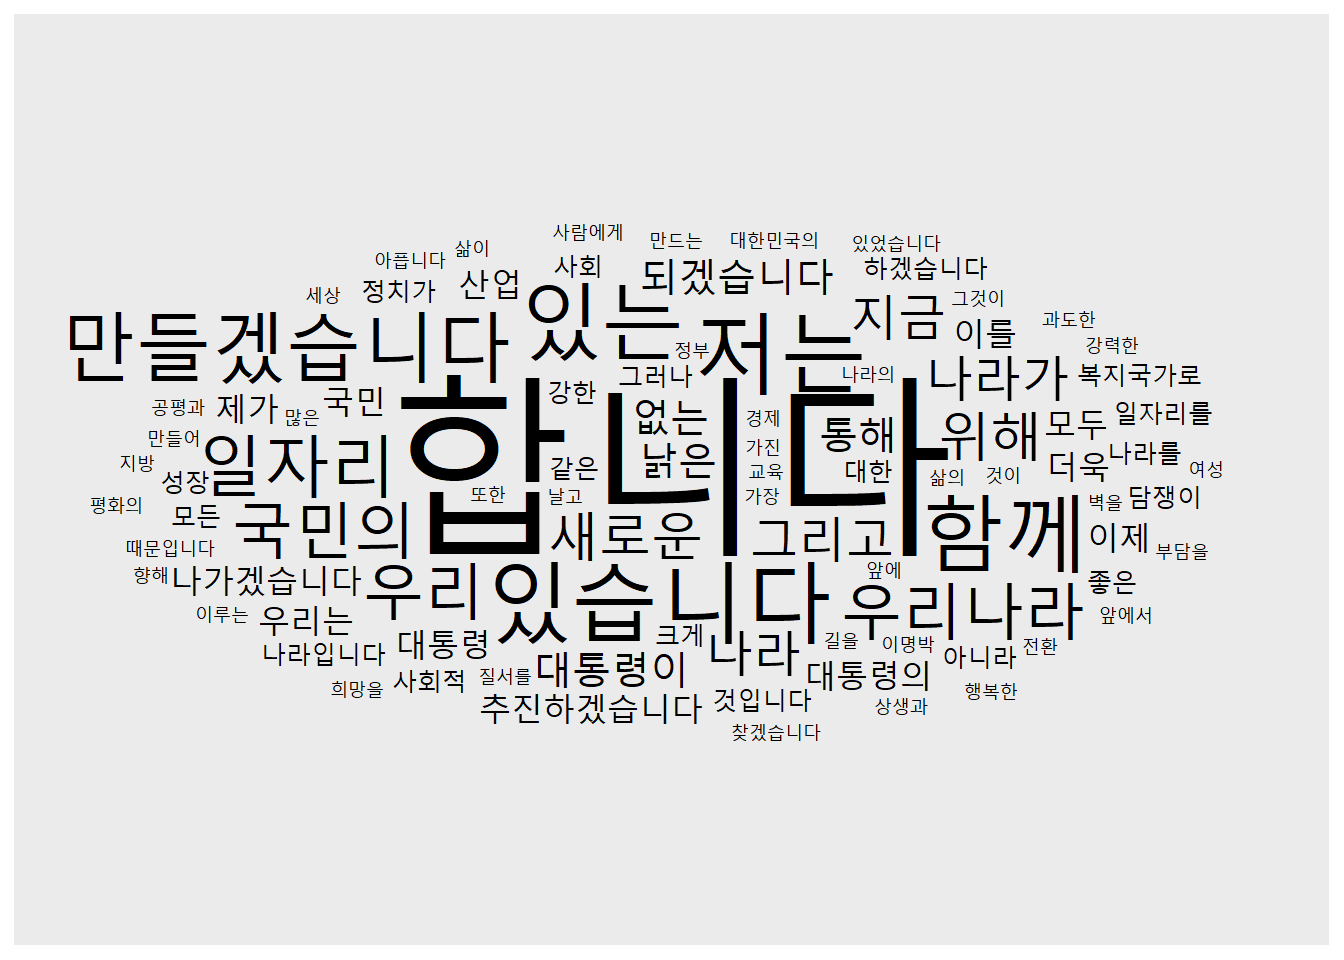 사람에게
만드는
대한민국의
있었습니다
삶이
아픕니다
사회
되겠습니다
하겠습니다
세상
정치가
산업
있는
지금
그것이
과도한
만들겠습니다
저는
이를
강력한
정부
그러나
나라의
나라가
복지국가로
공평과
제가
많은
국민
강한
합니다
없는
경제
통해
위해
모두
일자리를
만들어
일자리
낡은
가진
지방
성장
같은
교육
대한
삶의
것이
더욱
나라를
여성
평화의
모든
국민의
또한
날고
가장
함께
벽을
담쟁이
때문입니다
새로운
그리고
이제
부담을
향해
나가겠습니다
우리
있습니다
앞에
좋은
이루는
우리는
우리나라
앞에서
나라입니다
대통령
크게
나라
길을
이명박
아니라
전환
희망을
사회적
질서를
대통령이
대통령의
행복한
추진하겠습니다
것입니다
상생과
찾겠습니다